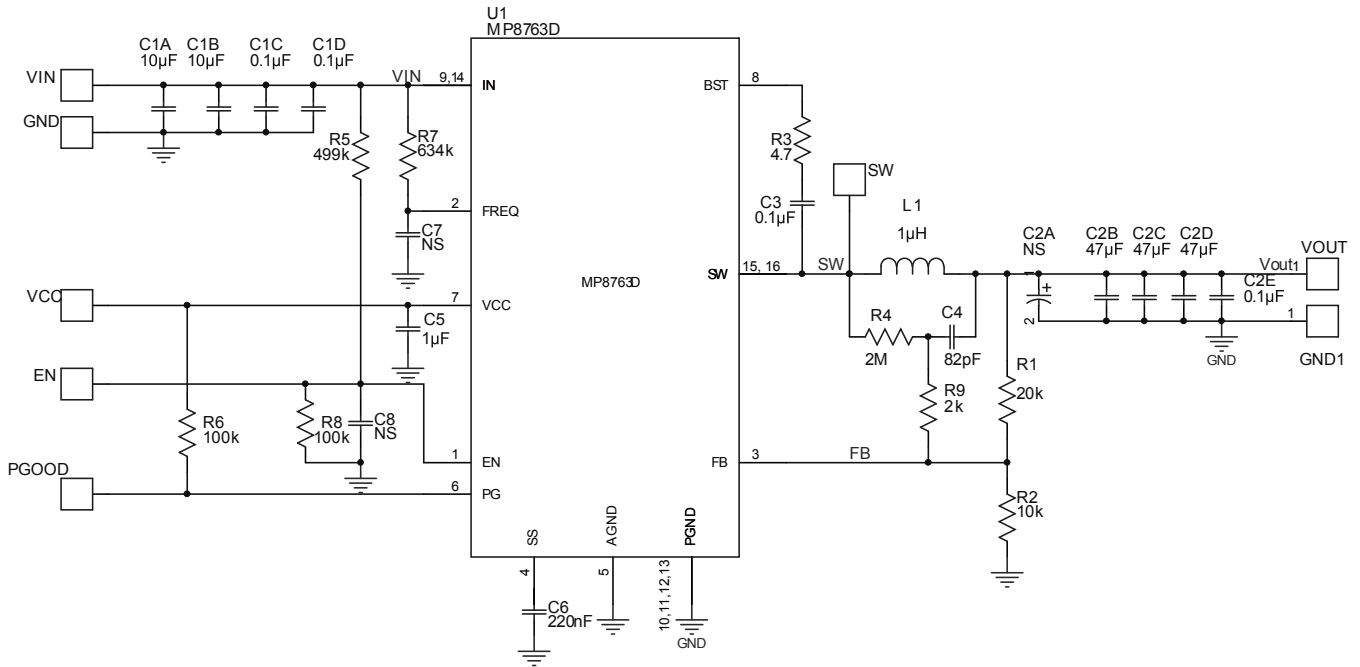 U1
MP8763D
C1A
10µF
C1B
10µF
C1C
0.1µF
C1D
0.1µF
VIN
VIN
9,14
IN
GND
R5
499k
R7
634k
2
FREQ
C7
NS
VCC
7
VCC
C5
1µF
EN
R6
100k
R8
100k
C8
NS
1
EN
PGOOD
6
PG
SS
4
C6
220nF
AGND
5
PGND
10,11,12,13
GND
MP8763D
BST
8
R3
4.7
C3
0.1µF
SW
15, 16
SW
SW
L1
1µH
R4
2M
C4
82pF
R9
2k
R1
20k
FB
3
FB
R2
10k
C2A
NS
1
2
C2B
47µF
C2C
47µF
C2D
47µF
C2E
0.1µF
Vout
1
VOUT
1
GND1
GND